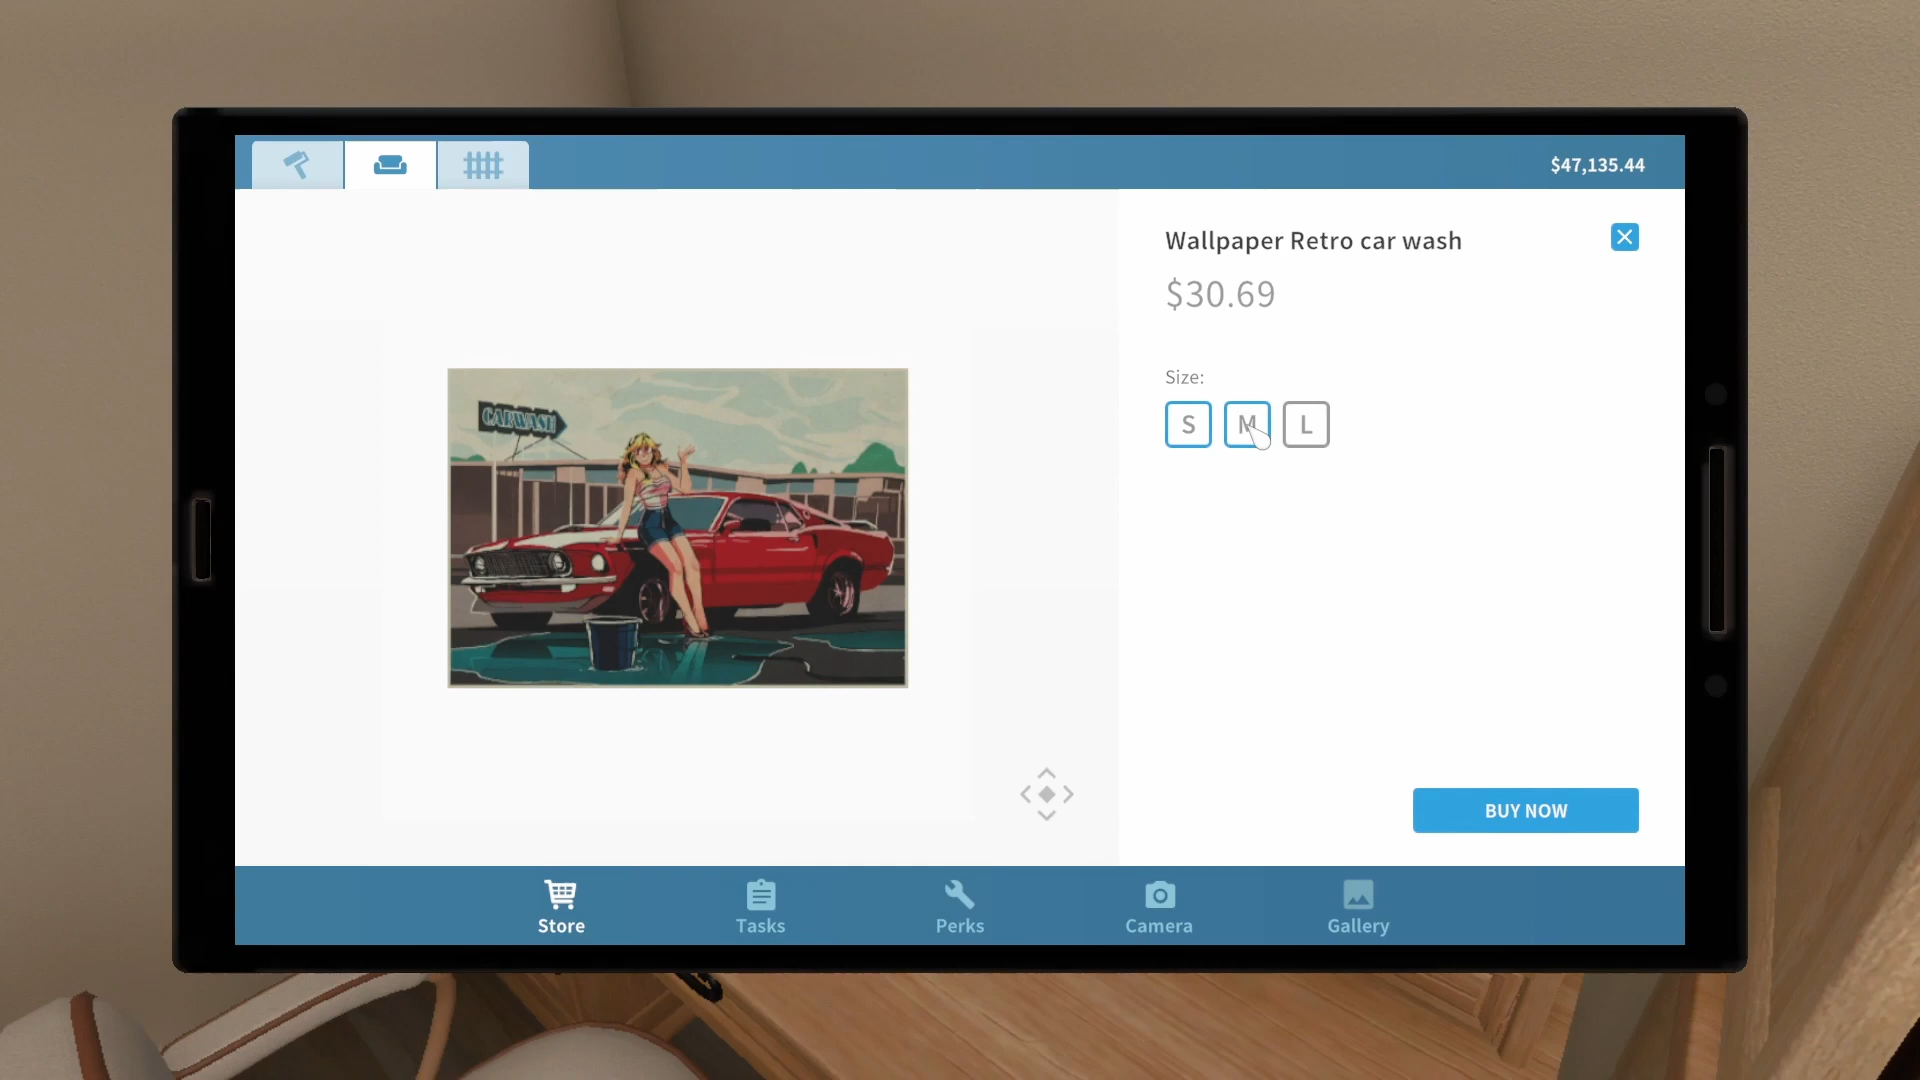 $47,135.44
Wallpaper Retro car wash
$30.69
Size:
S M L
CARWASH
BUY NOW
Store Tasks Perks Camera Gallery